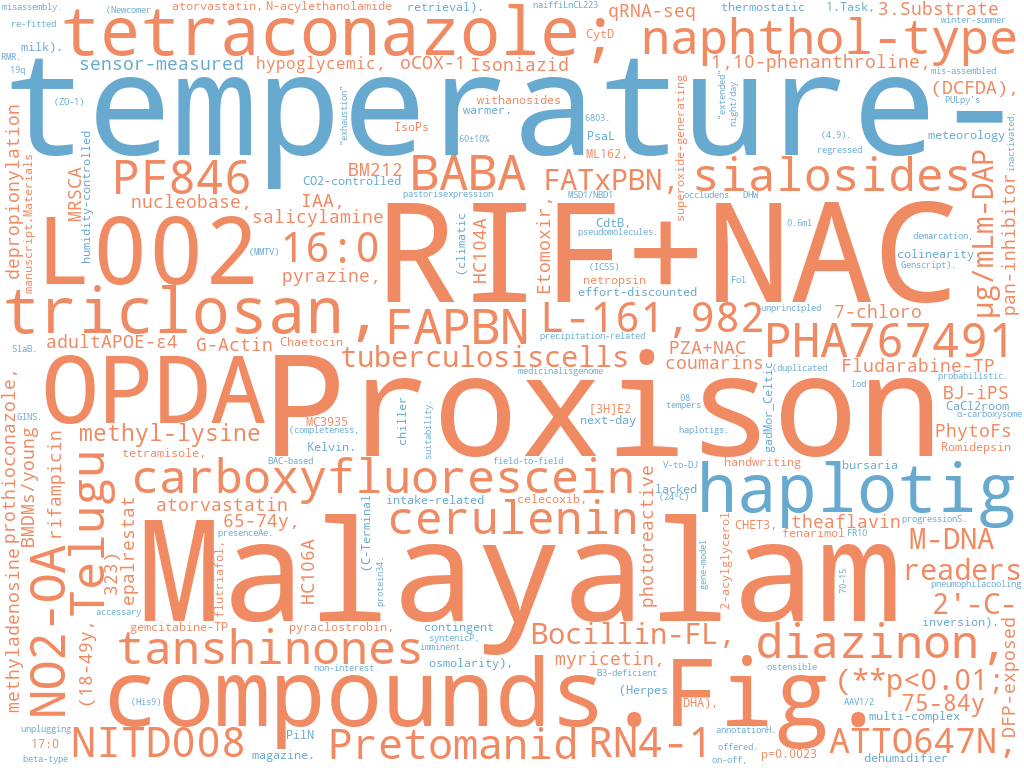 misassembly. (Newcomer atorvastatin, N-acylethanolamide retrieval). naiffiLnCL223 qRNA-seq thermostatic 1.Task, 3.Substrate
re-fitted tetraconazole; CytD naphthol-type winter-summer
milk).
RMR. sensor-measured hypoglycemic, oCOX-1 Isoniazid 1,10-phenanthroline,
19q temperature- mis-assembled
(ZO-1) "exhaustion" withanosides "extended" night/day (DCFDA),
warmer. PULpy's
IsoPs 60±10% 6803. PsaL (4,9). meteorology
ML162, regressed inactivated;
depropionylation manuscript.Materials MRSCA humidity-controlled PF846 BM212 BABA FATxPBN, superoxide-generating sialosides
CO2-controlled
nucleobase, IAA, pastorisexpression MSD1/NBD1 occludens DHW µg/mLm-DAP pan-inhibitor
salicylamine (climatic HC104A Etomoxir, CdtB, 0.6ml
L002 (MMTV) 16:0 RIF+NAC pseudomolecules. demarcation,
colinearity
pyrazine, (ICSS) netropsin Fol Genscript).
effort-discounted
triclosan, FAPBN L-161,982 unprincipled 7-chloro
adultAPOE-ε4 G-Actin Chaetocin precipitation-related PZA+NAC PHA767491
SlaB. tuberculosiscells coumarins (duplicated Fludarabine-TP
medicinalisgenome probabilistic.
OPDA Proxison lod BJ-iPS
prothioconazole, GINS. MC3935 chiller suitability. [3H]E2 O8 tempers gadMor_Celtic CaCl2room
next-day α-carboxysome
BMDMs/young rifampicin methyl-lysine (completeness, haplotigs. PhytoFs
Kelvin. Romidepsin
tetramisole, BAC-based field-to-field V-to-DJ handwriting bursaria
Telugu carboxyfluorescein photoreactive lacked haplotig
(24ºC)
epalrestat atorvastatin (C-Terminal intake-related celecoxib,
65-74y, cerulenin CHET3, theaflavin progressionS.
presenceAe. fenarimol FR10
methyladenosine NO2-OA 323) flutriafol, HC106A protein34. gene-model 2-acylglycerol M-DNA
Malayalam 70-15 readers
pneumophilacooling
accessary 2'-C-
(18-49y, gemcitabine-TP pyraclostrobin, contingent inversion).
syntenicP. Bocillin-FL,
tanshinones imminent. diazinon,
non-interest osmolarity), myricetin, ostensible DFP-exposed
B3-deficient (**p<0.01;
(His9) compounds.Fig. (Herpes DHA), AAV1/2 75-84y
multi-complex
unplugging PilN annotationH.
17:0 NITD008 Pretomanid RN4-1 offered. ATTO647N,
beta-type magazine. on-off, p=0.0023 dehumidifier